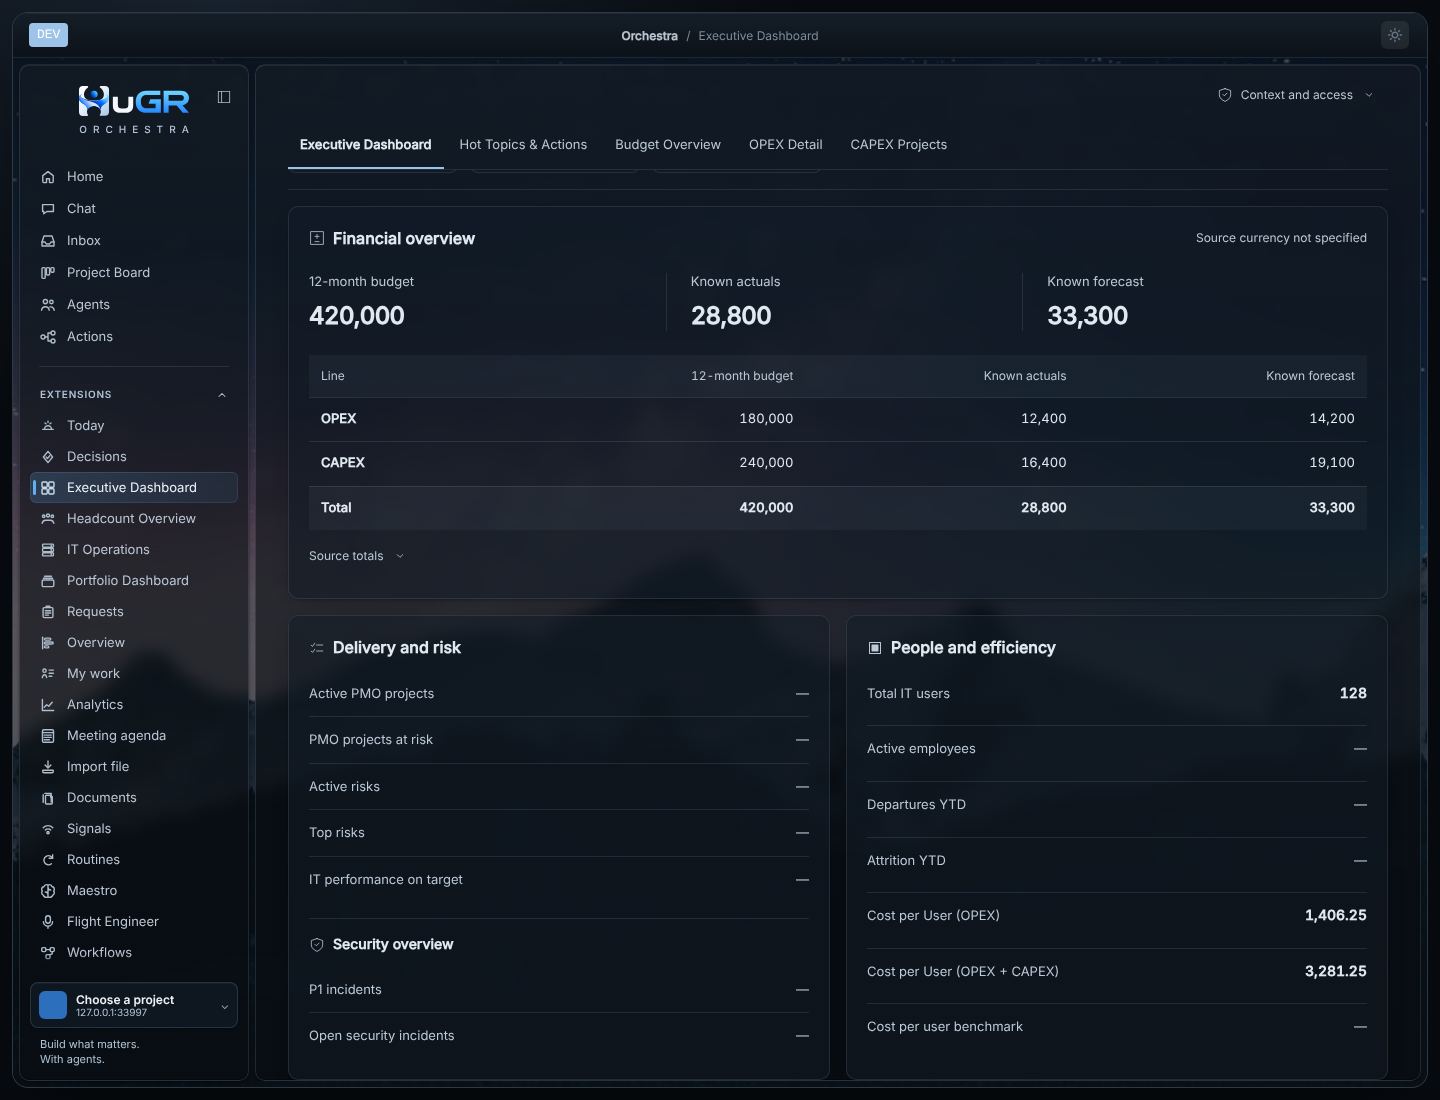 DEV
Orchestra / Executive Dashboard
HuGR
ORCHESTRA
Home
Chat
Inbox
Project Board
Agents
Actions
EXTENSIONS
Today
Decisions
Executive Dashboard
Headcount Overview
IT Operations
Portfolio Dashboard
Requests
Overview
My work
Analytics
Meeting agenda
Import file
Documents
Signals
Routines
Maestro
Flight Engineer
Workflows
Choose a project
127.0.0.1:33997
Build what matters.
With agents.
Context and access
Executive Dashboard Hot Topics & Actions Budget Overview OPEX Detail CAPEX Projects
Financial overview Source currency not specified
12-month budget Known actuals Known forecast
420,000 28,800 33,300
Line 12-month budget Known actuals Known forecast
OPEX 180,000 12,400 14,200
CAPEX 240,000 16,400 19,100
Total 420,000 28,800 33,300
Source totals
Delivery and risk
Active PMO projects —
PMO projects at risk —
Active risks —
Top risks —
IT performance on target —
Security overview
P1 incidents —
Open security incidents —
People and efficiency
Total IT users 128
Active employees —
Departures YTD —
Attrition YTD —
Cost per User (OPEX) 1,406.25
Cost per User (OPEX + CAPEX) 3,281.25
Cost per user benchmark —